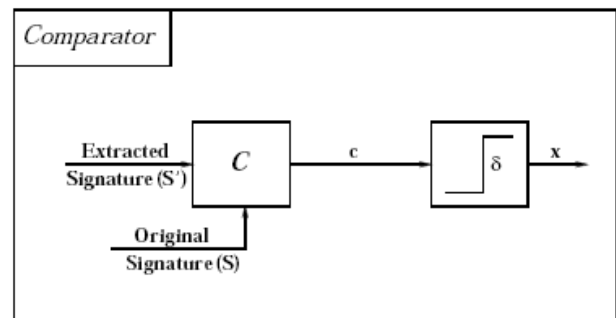 Comparator
Extracted
Signature (S')
C
c
δ
x
Original
Signature (S)